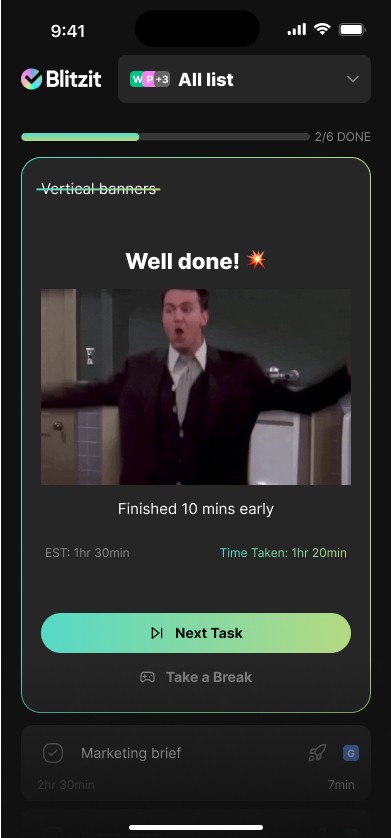 9:41
Blitzit
W P +3 All list
2/6 DONE
Vertical banners
Well done! 💥
Finished 10 mins early
EST: 1hr 30min Time Taken: 1hr 20min
Next Task
Take a Break
Marketing brief G
2hr 30min 7min